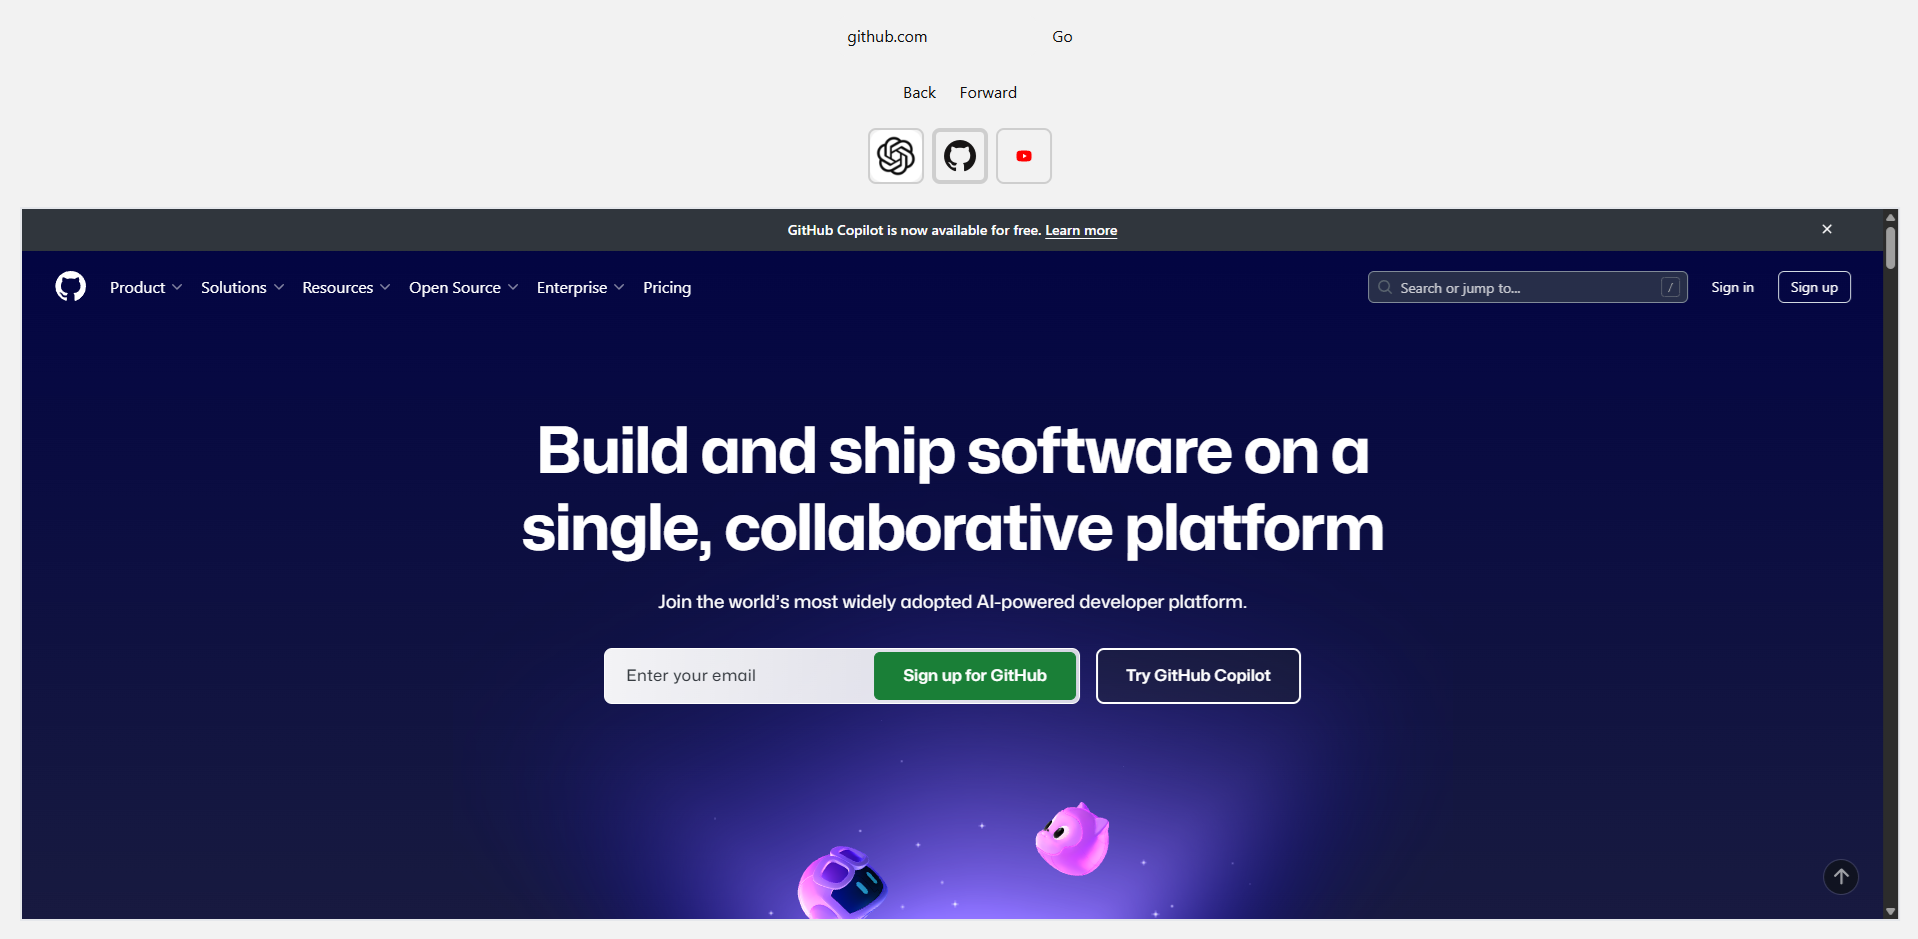 github.com Go
Back Forward
GitHub Copilot is now available for free. Learn more
Product Solutions Resources Open Source Enterprise Pricing Search or jump to... / Sign in Sign up
Build and ship software on a
single, collaborative platform
Join the world’s most widely adopted AI-powered developer platform.
Enter your email Sign up for GitHub Try GitHub Copilot